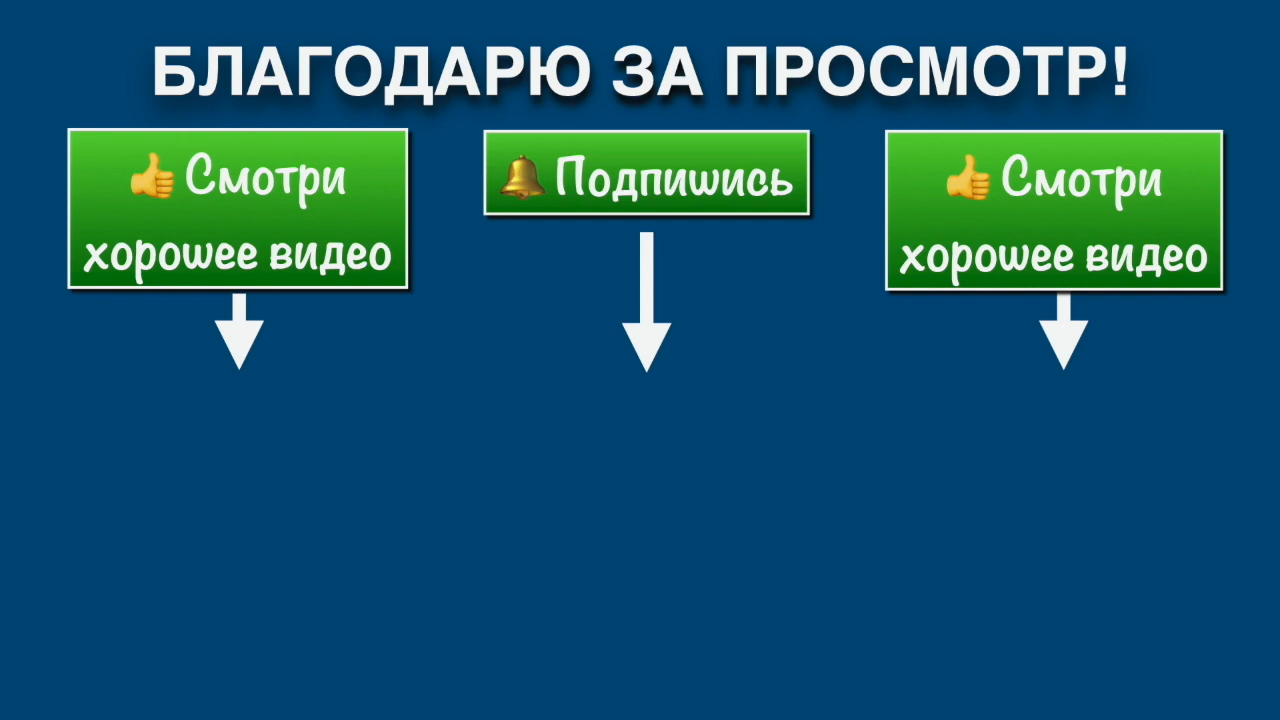 БЛАГОДАРЮ ЗА ПРОСМОТР!
👍 Смотри
хорошее видео
🔔 Подпишись
👍 Смотри
хорошее видео